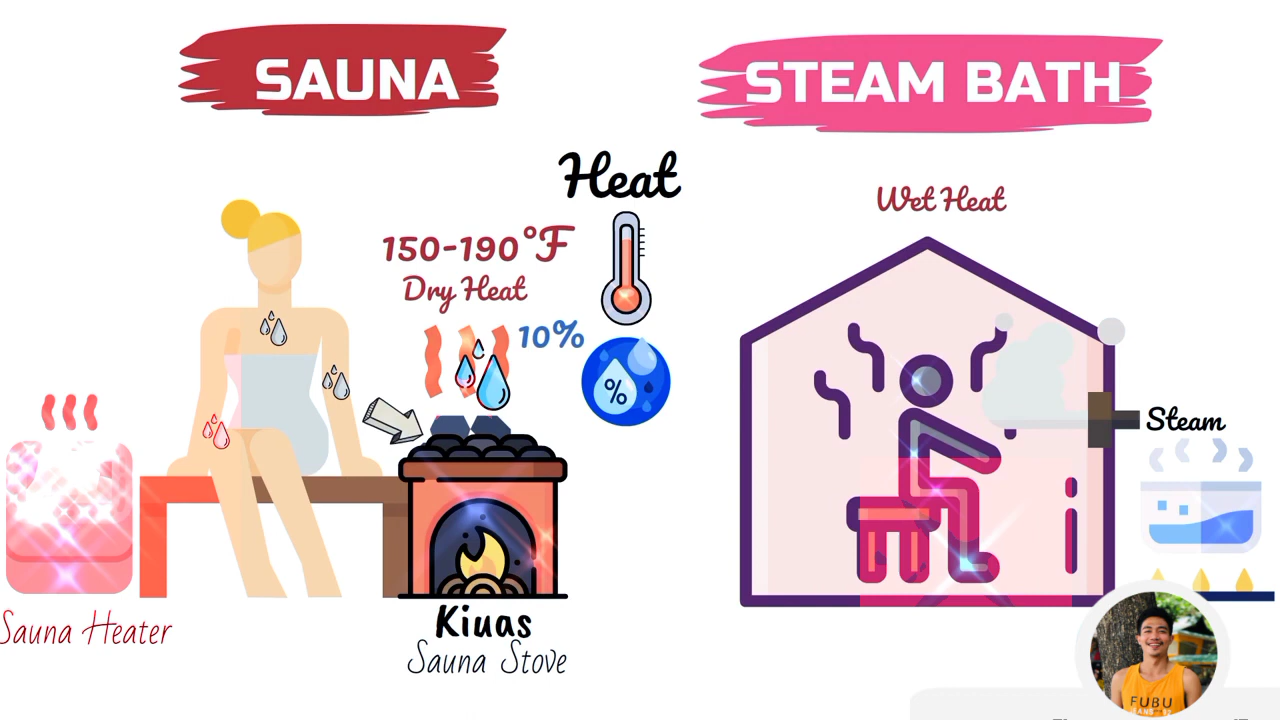 SAUNA
STEAM BATH
Heat
Wet Heat
150-190°F
Dry Heat
10%
%
Steam
Sauna Heater
Kiuas
Sauna Stove
FUBU